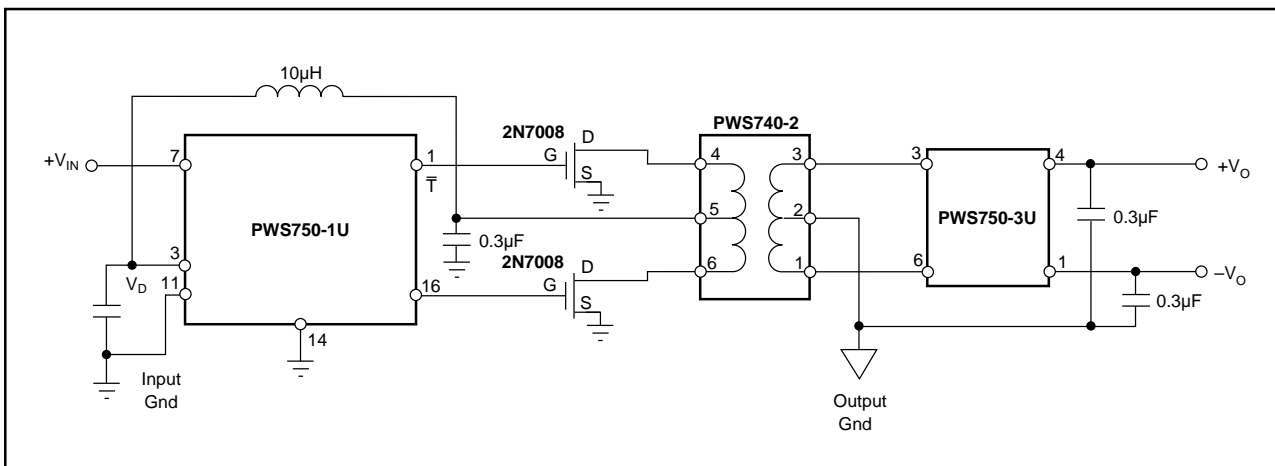 10µH
2N7008
PWS740-2
D
G
S
+V_IN
7
1
T̅
4
3
3
4
+V_O
5
2
PWS750-1U
PWS750-3U
0.3µF
0.3µF
2N7008
3
V_D
11
16
D
G
S
6
1
6
1
–V_O
0.3µF
14
Input
Gnd
Output
Gnd